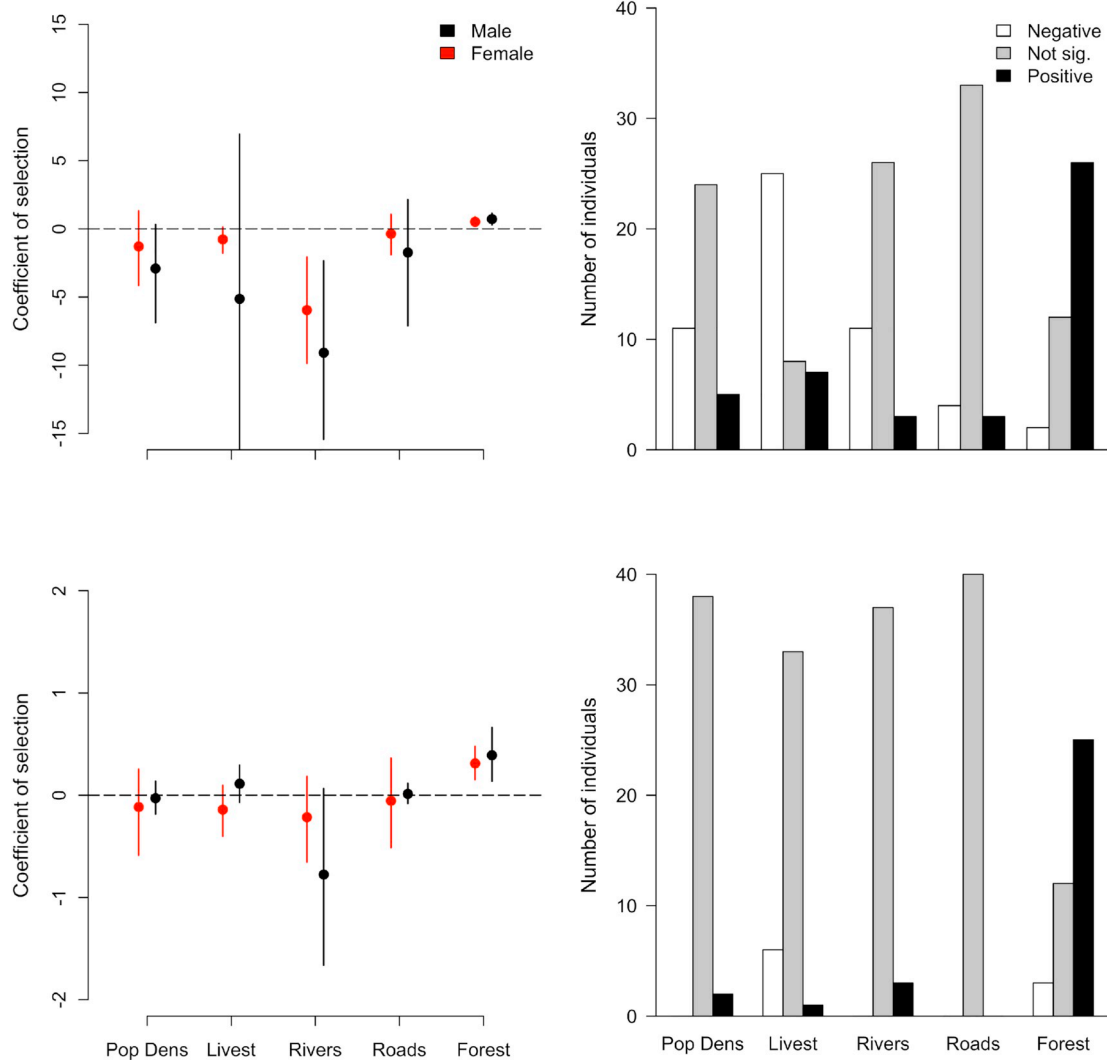 15
10
5
0
-5
-10
-15
Coefficient of selection
Male
Female
40
30
20
10
0
Number of individuals
Negative
Not sig.
Positive
2
1
0
-1
-2
Coefficient of selection
Pop Dens Livest Rivers Roads Forest
40
30
20
10
0
Number of individuals
Pop Dens Livest Rivers Roads Forest